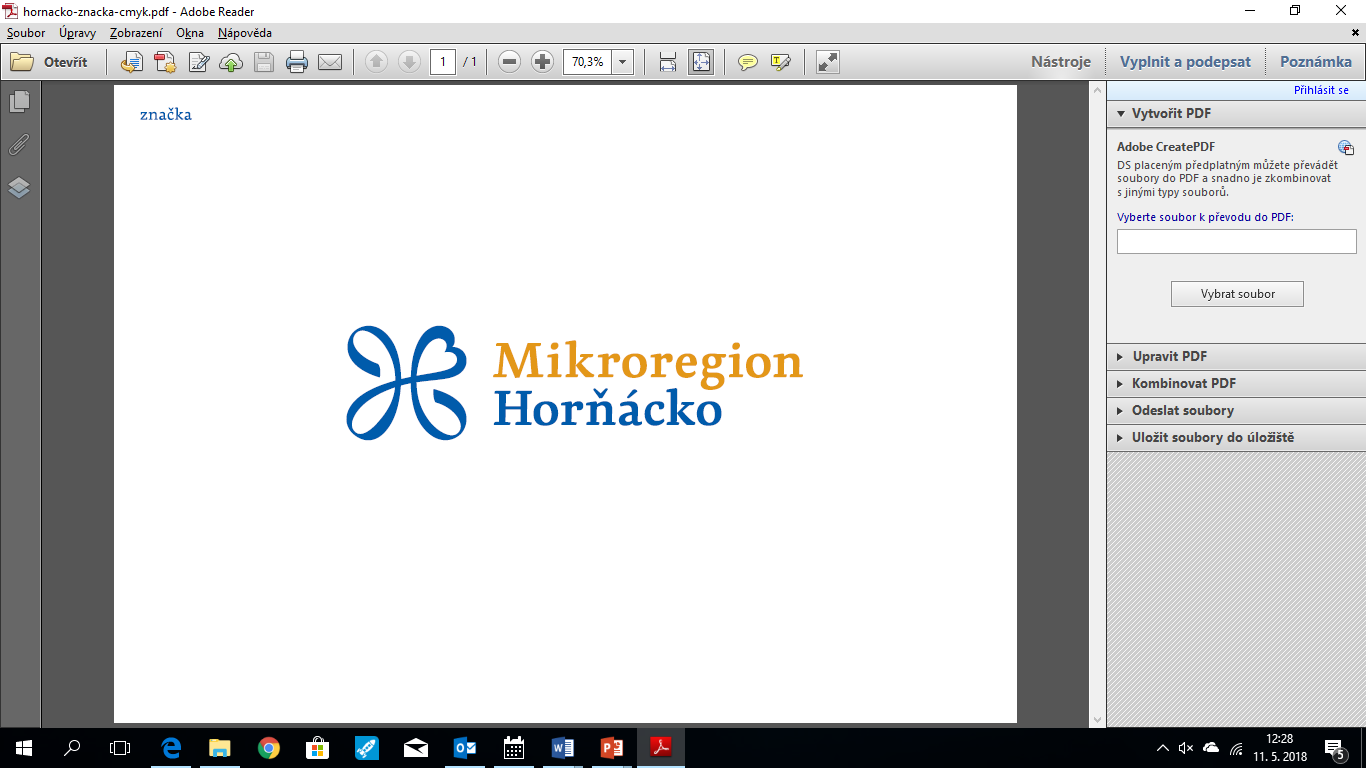 hornacko-znacka-cmyk.pdf - Adobe Reader
Soubor Úpravy Zobrazení Okna Nápověda
Otevřít 1 / 1 70,3% Nástroje Vyplnit a podepsat Poznámka
Přihlásit se
značka
Mikroregion
Horňácko
Vytvořit PDF
Adobe CreatePDF
DS placeným předplatným můžete převádět
soubory do PDF a snadno je zkombinovat
s jinými typy souborů.
Vyberte soubor k převodu do PDF:
Vybrat soubor
Upravit PDF
Kombinovat PDF
Odeslat soubory
Uložit soubory do úložiště
12:28
11. 5. 2018
5